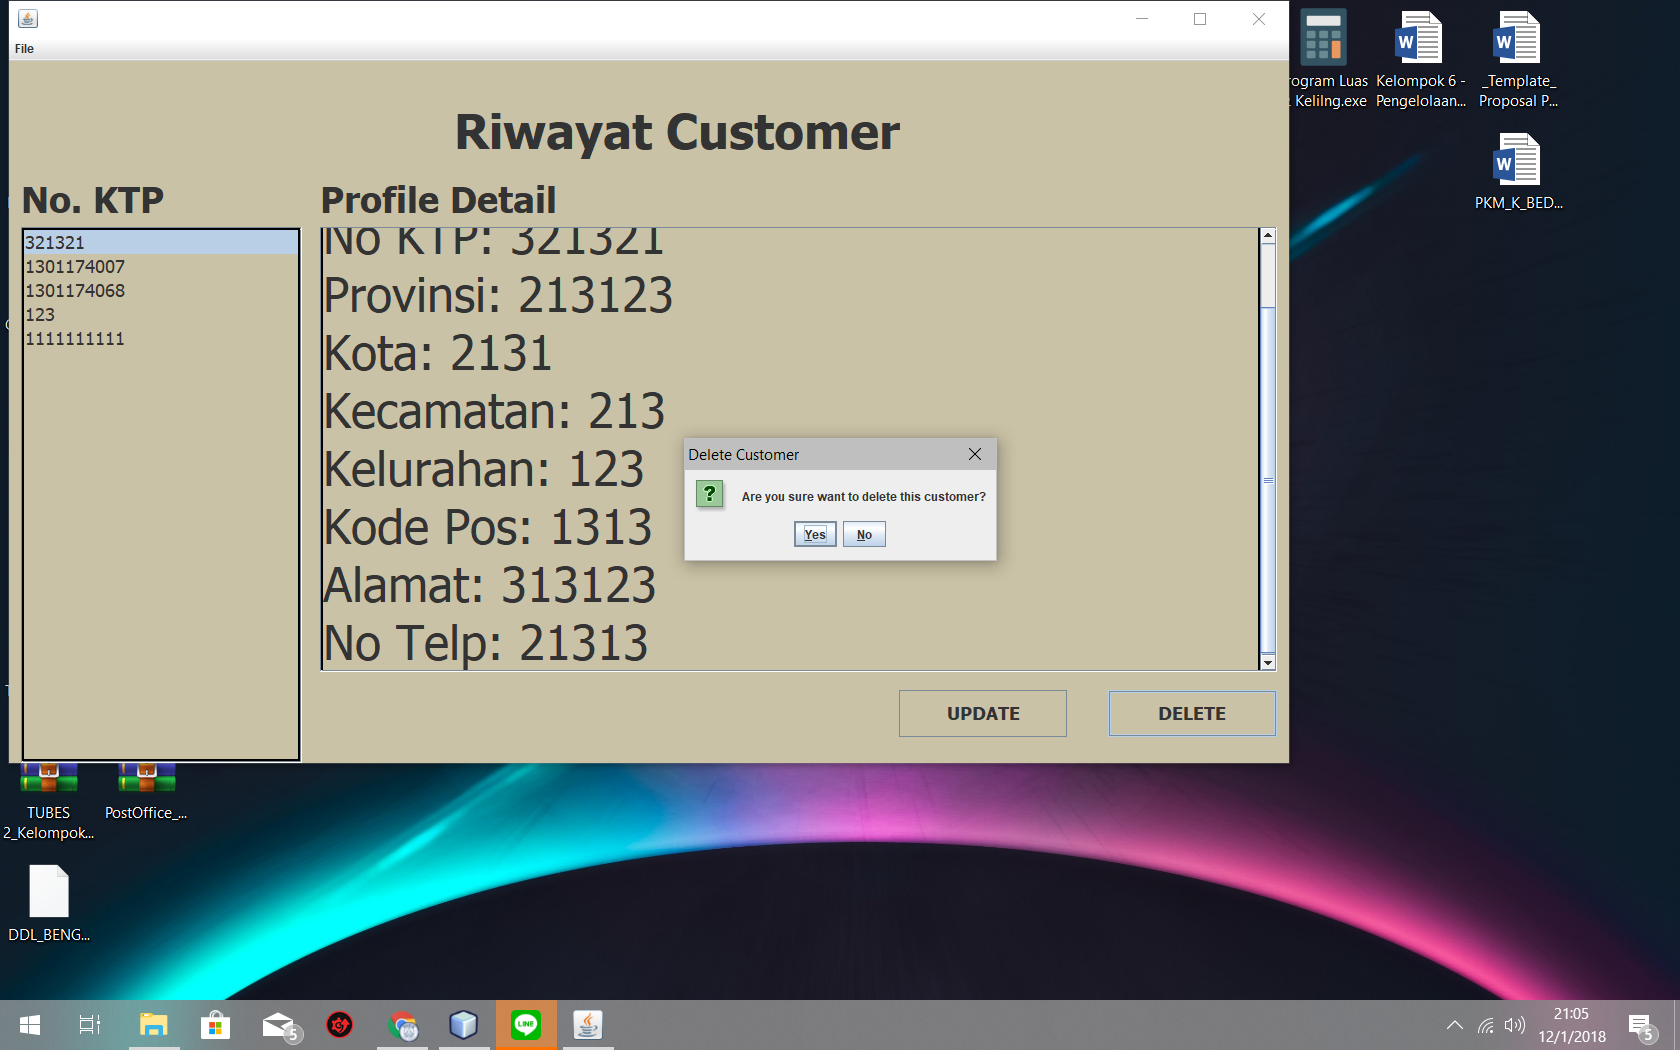 File
Riwayat Customer
No. KTP
321321
1301174007
1301174068
123
1111111111
Profile Detail
No KTP: 321321
Provinsi: 213123
Kota: 2131
Kecamatan: 213
Kelurahan: 123
Kode Pos: 1313
Alamat: 313123
No Telp: 21313
Delete Customer
?
Are you sure want to delete this customer?
Yes
No
UPDATE
DELETE
rogram Luas
Kelilng.exe
Kelompok 6 -
Pengelolaan...
_Template_
Proposal P...
PKM_K_BED...
TUBES
2_Kelompok...
PostOffice_...
DDL_BENG...
5
LINE
21:05
12/1/2018
5